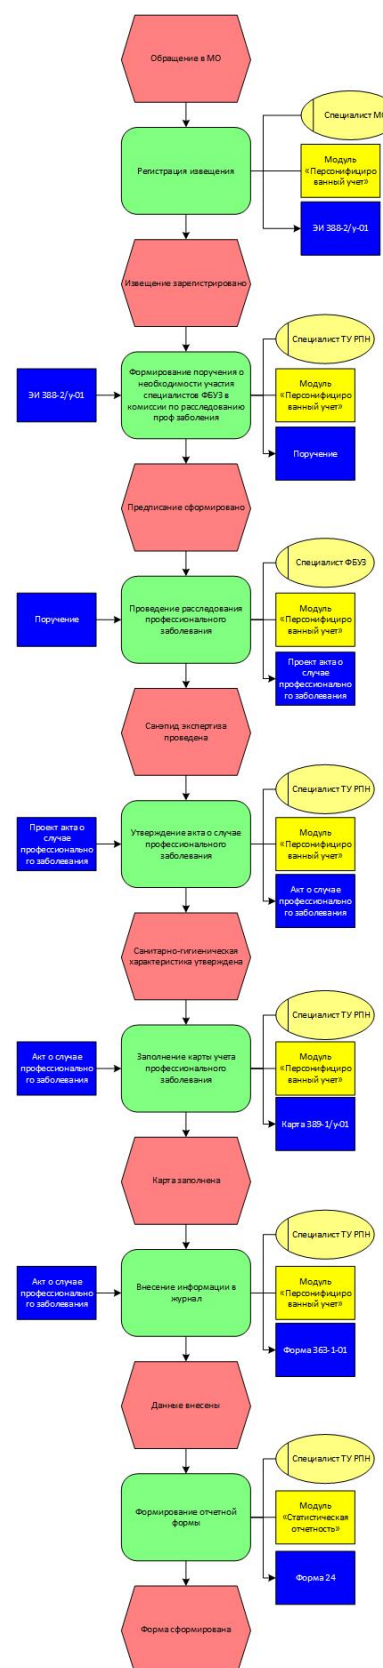 Обращение в МО
Специалист МО
Регистрация извещения
Модуль
«Персонифициро
ванный учет»
ЭИ 388-2/у-01
Извещение зарегистрировано
Специалист ТУ РПН
ЭИ 388-2/у-01
Формирование поручения о
необходимости участия
специалистов ФБУЗ в
комиссии по расследованию
проф заболения
Модуль
«Персонифициро
ванный учет»
Поручение
Предписание сформировано
Специалист ФБУЗ
Поручение
Проведение расследования
профессионального
заболевания
Модуль
«Персонифициро
ванный учет»
Проект акта о
случае
профессионально
го заболевания
Санэпид экспертиза
проведена
Специалист ТУ РПН
Проект акта о
случае
профессионально
го заболевания
Утверждение акта о случае
профессионального
заболевания
Модуль
«Персонифициро
ванный учет»
Акт о случае
профессионально
го заболевания
Санитарно-гигиеническая
характеристика утверждена
Специалист ТУ РПН
Акт о случае
профессионально
го заболевания
Заполнение карты учета
профессионального
заболевания
Модуль
«Персонифициро
ванный учет»
Карта 389-1/у-01
Карта заполнена
Специалист ТУ РПН
Акт о случае
профессионально
го заболевания
Внесение информации в
журнал
Модуль
«Персонифициро
ванный учет»
Форма 363-1-01
Данные внесены
Специалист ТУ РПН
Формирование отчетной
формы
Модуль
«Статистическая
отчетность»
Форма 24
Форма сформирована